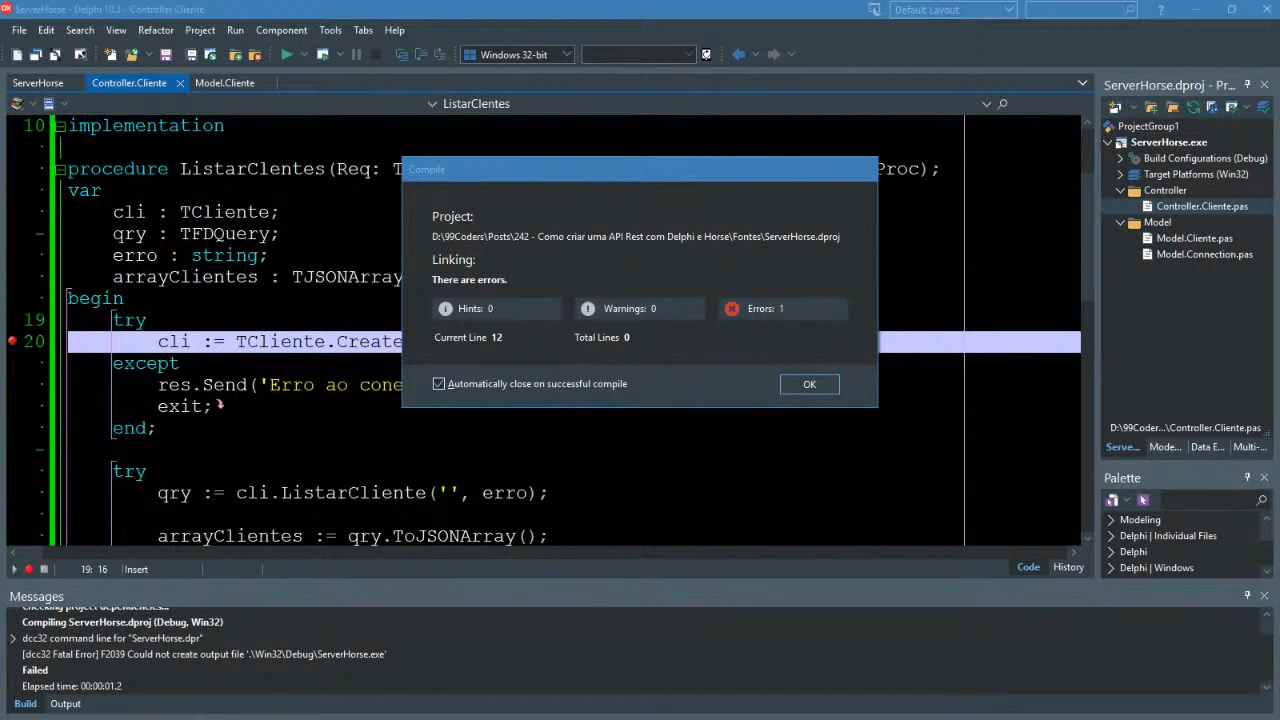 ServerHorse - Delphi 10.3 - Controller.Cliente
Default Layout
File Edit Search View Refactor Project Run Component Tools Tabs Help
Windows 32-bit
ServerHorse Controller.Cliente Model.Cliente
ListarClentes
10 implementation
procedure ListarClentes(Req: T Proc);
var
cli : TCliente;
qry : TFDQuery;
erro : string;
arrayClientes : TJSONArray
begin
19 try
20 cli := TCliente.Create
except
res.Send('Erro ao cone
exit;
end;
try
qry := cli.ListarCliente('', erro);
arrayClientes := qry.ToJSONArray();
Compile
Project:
D:\99Coders\Posts\242 - Como criar uma API Rest com Delphi e Horse\Fontes\ServerHorse.dproj
Linking:
There are errors.
Hints: 0 Warnings: 0 Errors: 1
Current Line 12 Total Lines 0
Automatically close on successful compile
OK
19: 16 Insert
Code History
ServerHorse.dproj - Pr...
ProjectGroup1
ServerHorse.exe
Build Configurations (Debug)
Target Platforms (Win32)
Controller
Controller.Cliente.pas
Model
Model.Cliente.pas
Model.Connection.pas
D:\99Coder...\Controller.Cliente.pas
Serve... Mode... Data E... Multi-...
Palette
Modeling
Delphi | Individual Files
Delphi
Delphi | Windows
Messages
Checking project dependencies...
Compiling ServerHorse.dproj (Debug, Win32)
dcc32 command line for "ServerHorse.dpr"
[dcc32 Fatal Error] F2039 Could not create output file '.\Win32\Debug\ServerHorse.exe'
Failed
Elapsed time: 00:00:01.2
Build Output